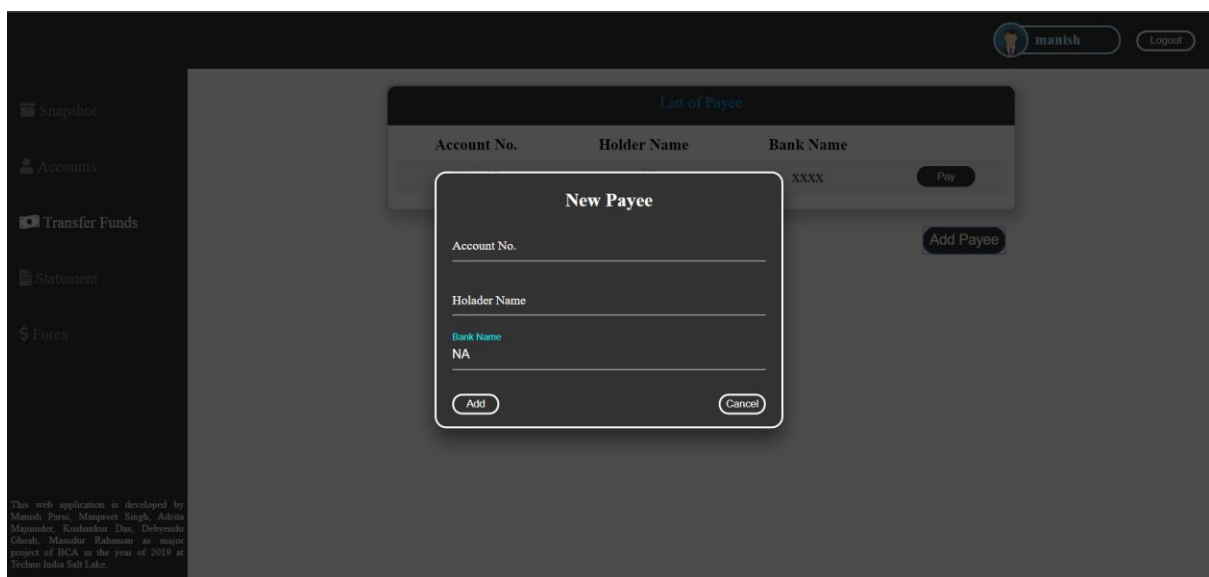 manish
Logout
Snapshot
Accounts
Transfer Funds
Statement
$ Forex
List of Payee
Account No. Holder Name Bank Name
xxxx Pay
Add Payee
New Payee
Account No.
Holader Name
Bank Name
NA
Add Cancel
This web application is developed by
Manish Parui, Manpreet Singh, Adrita
Majumder, Kushankur Das, Debyendu
Ghosh, Masudur Rahaman as major
project of BCA in the year of 2019 at
Techno India Salt Lake